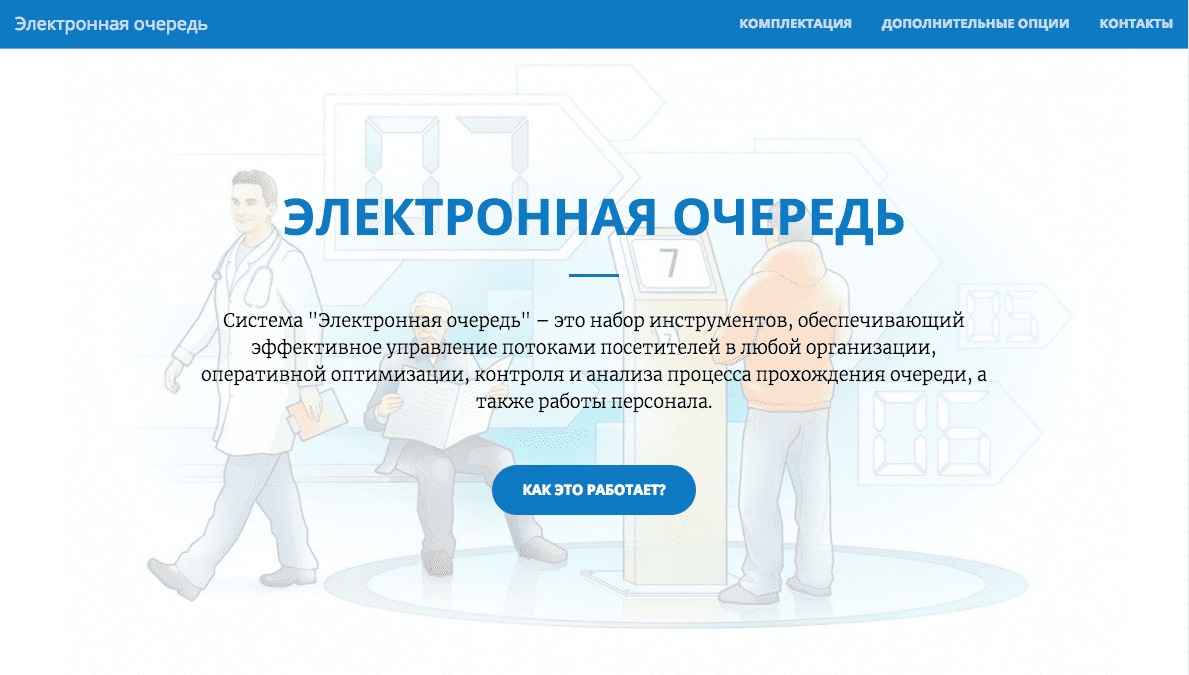 Электронная очередь
КОМПЛЕКТАЦИЯ
ДОПОЛНИТЕЛЬНЫЕ ОПЦИИ
КОНТАКТЫ
07
ЭЛЕКТРОННАЯ ОЧЕРЕДЬ
7
Система "Электронная очередь" – это набор инструментов, обеспечивающий
эффективное управление потоками посетителей в любой организации,
оперативной оптимизации, контроля и анализа процесса прохождения очереди, а
также работы персонала.
05
2
06
КАК ЭТО РАБОТАЕТ?